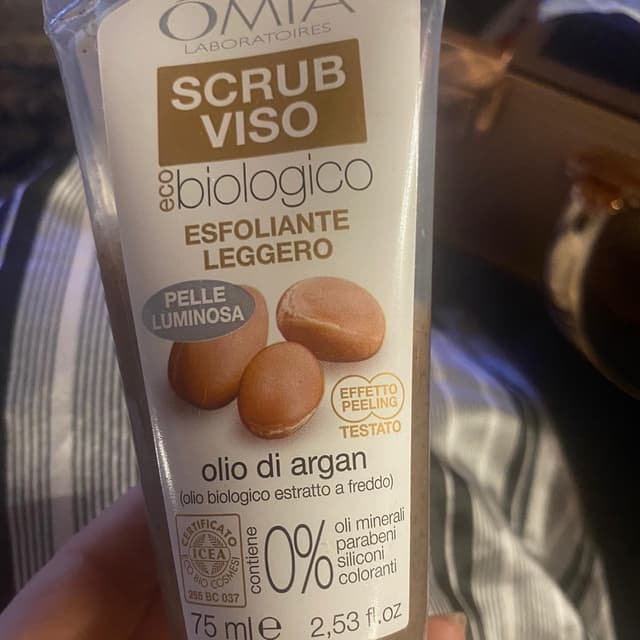 OMIA
LABORATOIRES
SCRUB
VISO
eco biologico
ESFOLIANTE
LEGGERO
PELLE
LUMINOSA
EFFETTO
PEELING
TESTATO
olio di argan
(olio biologico estratto a freddo)
CERTIFICATO
ICEA
ECO BIO COSMESI
265 BC 037
contiene
0%
oli minerali
parabeni
siliconi
coloranti
75 ml e 2,53 fl.oz